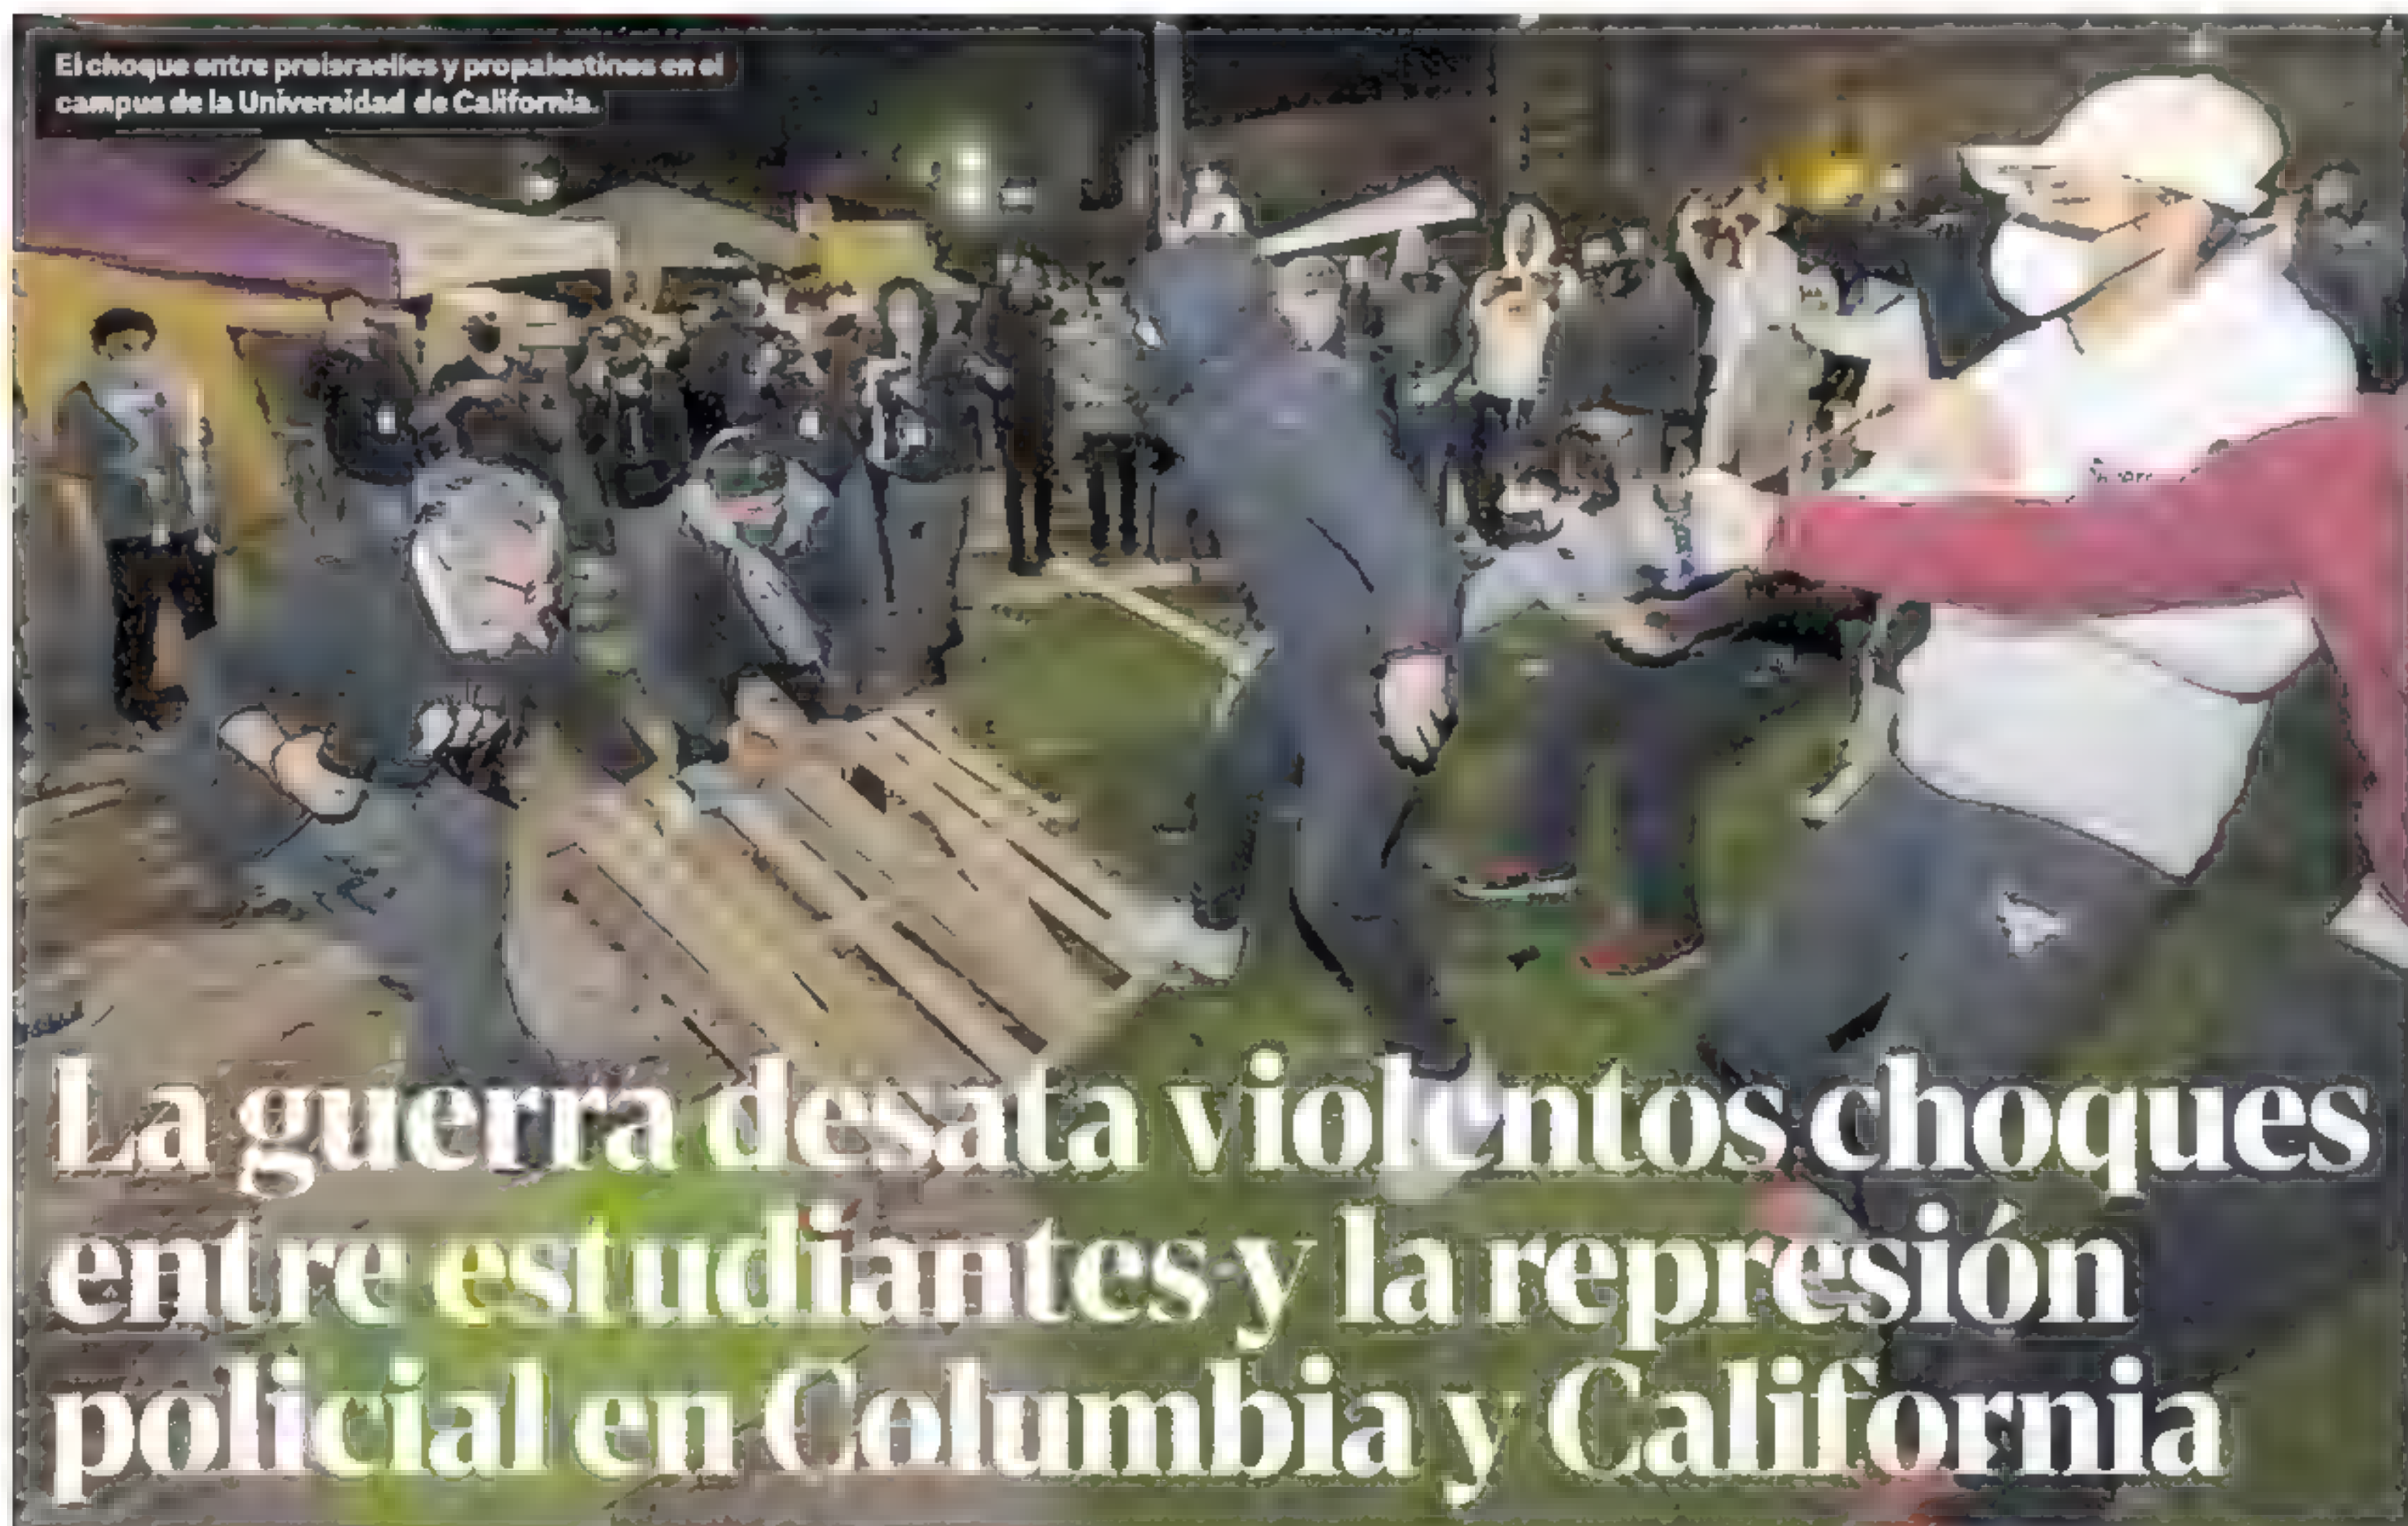 El choque entre proisraelíes y propalestinos en el
campus de la Universidad de California.
La guerra desata violentos choques
entre estudiantes y la represión
policial en Columbia y California